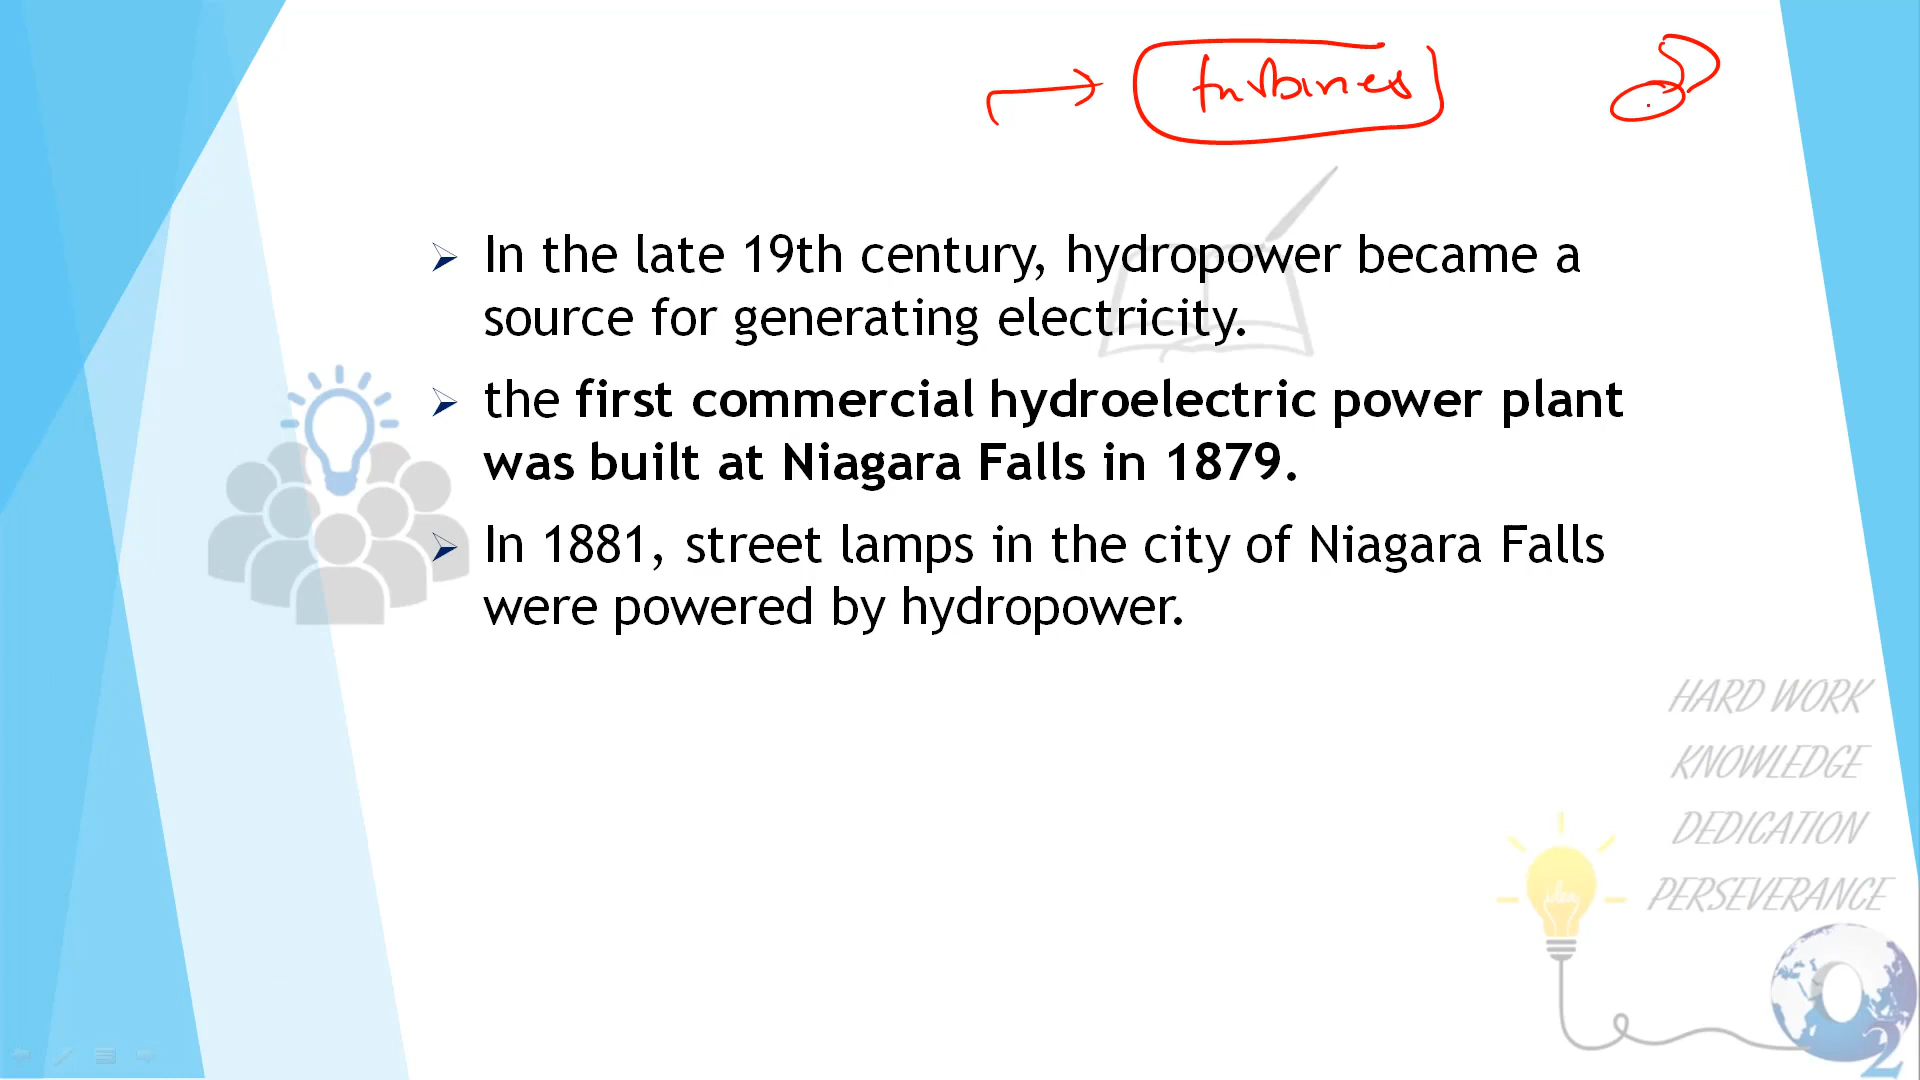 turbines
In the late 19th century, hydropower became a
source for generating electricity.
the first commercial hydroelectric power plant
was built at Niagara Falls in 1879.
In 1881, street lamps in the city of Niagara Falls
were powered by hydropower.
HARD WORK
KNOWLEDGE
DEDICATION
PERSEVERANCE
idea
O2